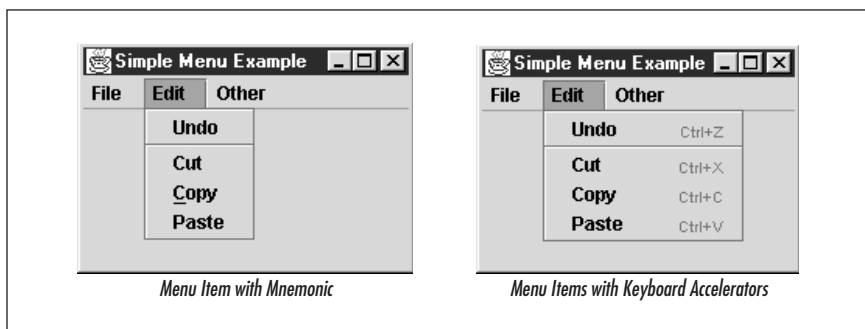 Simple Menu Example
File Edit Other
Undo
Cut
Copy
Paste
Menu Item with Mnemonic
Simple Menu Example
File Edit Other
Undo Ctrl+Z
Cut Ctrl+X
Copy Ctrl+C
Paste Ctrl+V
Menu Items with Keyboard Accelerators